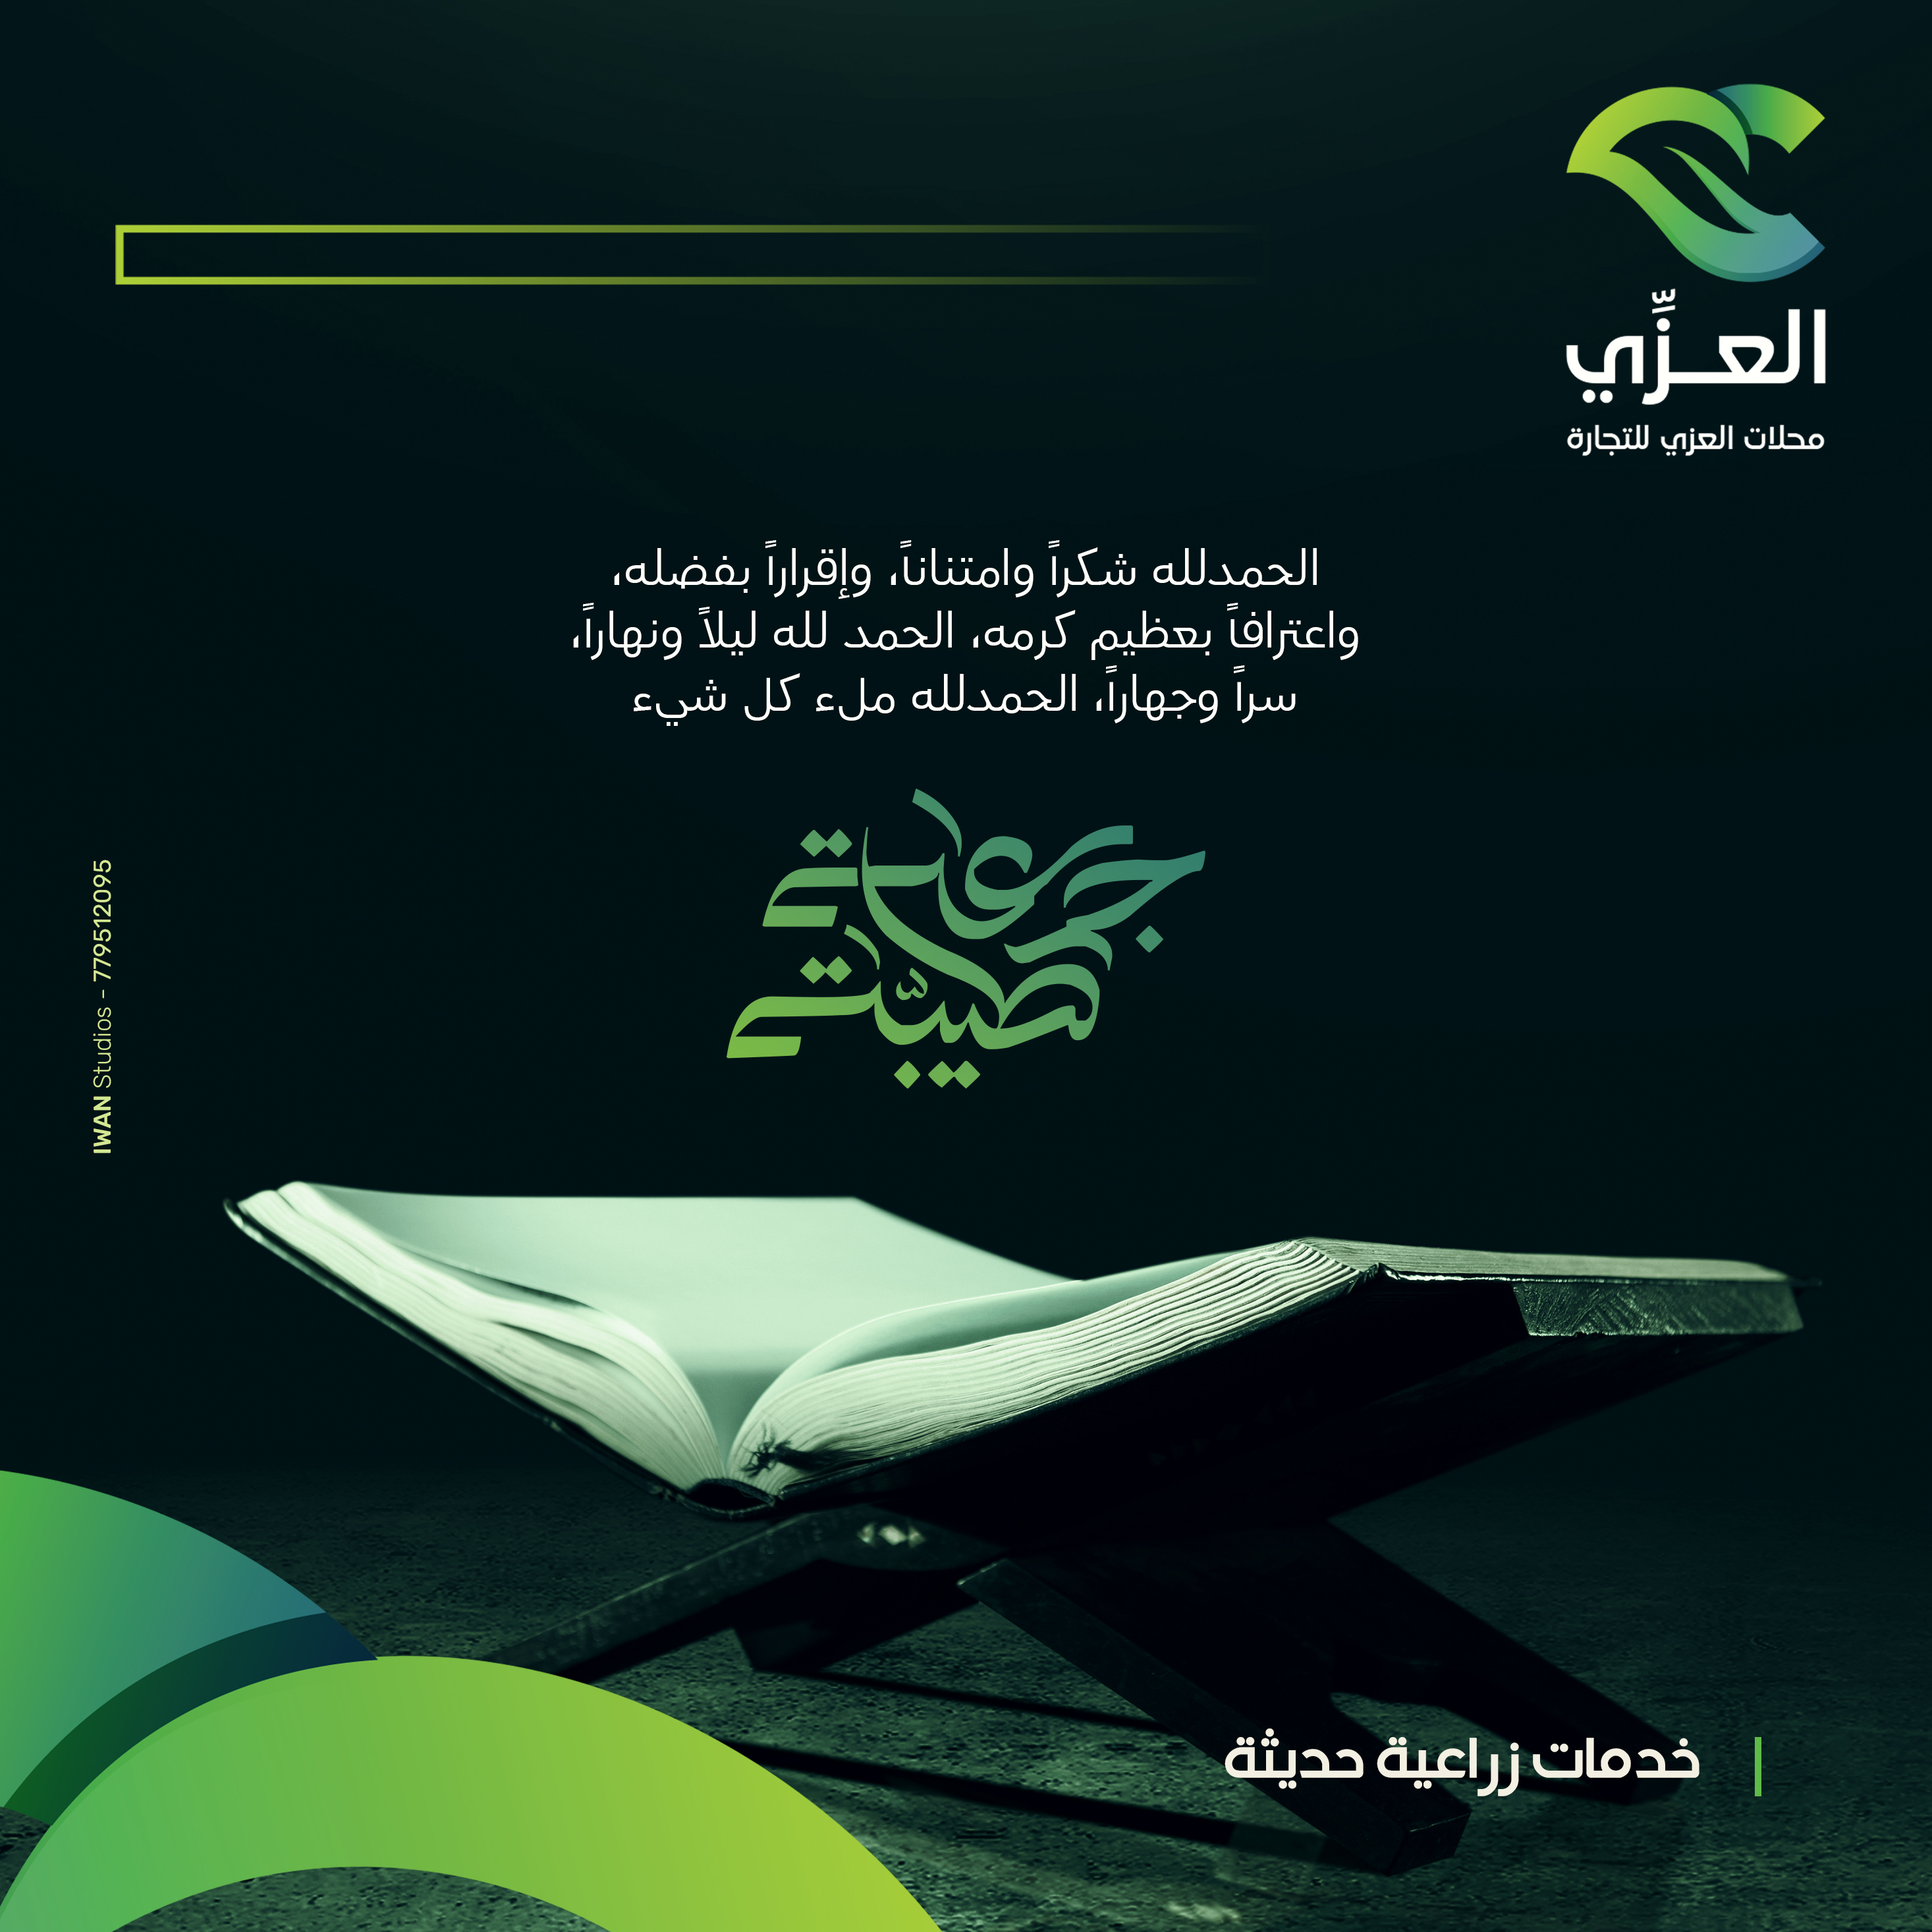 العـزِّي
محلات العزي للتجارة
الحمدلله شكراً وامتناناً، وإقراراً بفضله،
واعترافاً بعظيم كرمه، الحمد لله ليلاً ونهاراً،
سراً وجهاراً، الحمدلله ملء كل شيء
جمعة
طيبة
IWAN Studios - 779512095
خدمات زراعية حديثة